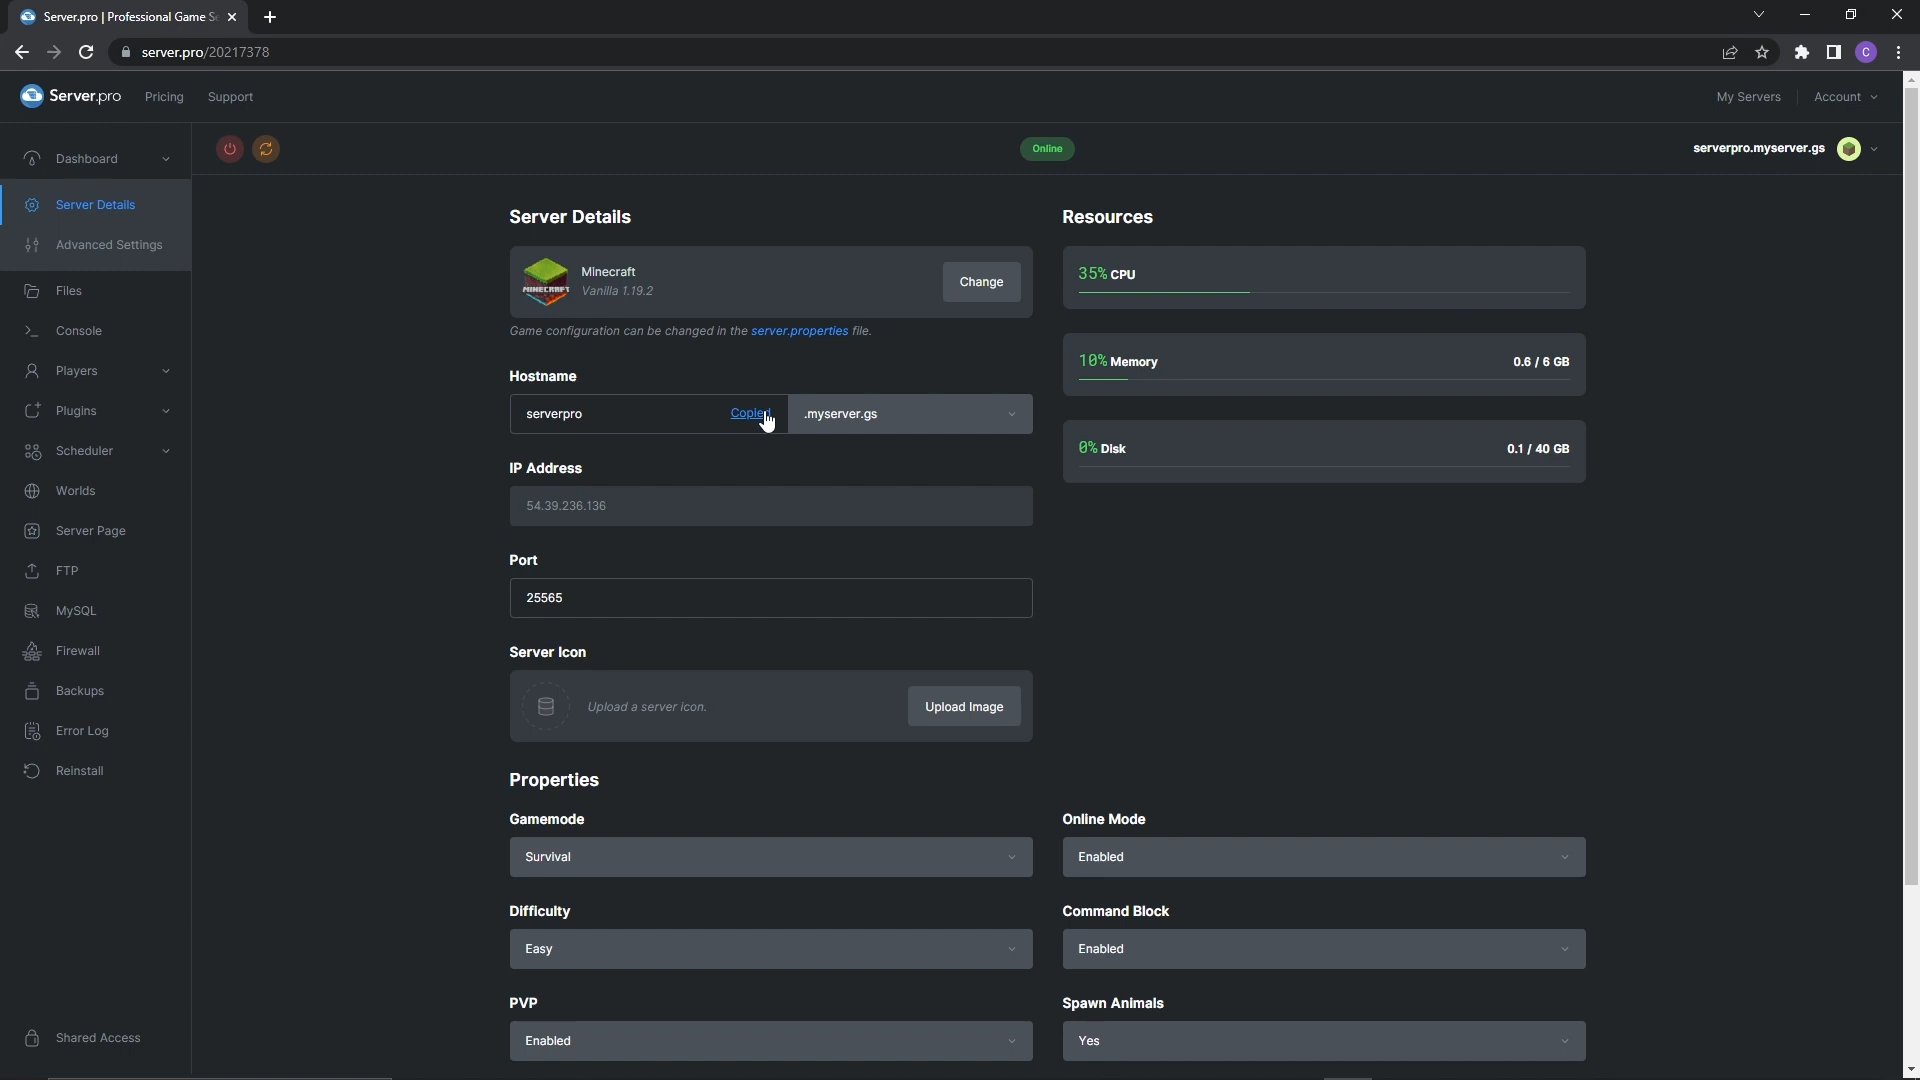 Server.pro | Professional Game S
server.pro/20217378
C
Server.pro
Pricing
Support
My Servers
Account
Dashboard
Online
serverpro.myserver.gs
Server Details
Advanced Settings
Files
Console
Players
Plugins
Scheduler
Worlds
Server Page
FTP
MySQL
Firewall
Backups
Error Log
Reinstall
Shared Access
Server Details
MINECRAFT
Minecraft
Vanilla 1.19.2
Change
Game configuration can be changed in the server.properties file.
Hostname
serverpro
Copied
.myserver.gs
IP Address
54.39.236.136
Port
25565
Server Icon
Upload a server icon.
Upload Image
Resources
35% CPU
10% Memory
0.6 / 6 GB
0% Disk
0.1 / 40 GB
Properties
Gamemode
Survival
Online Mode
Enabled
Difficulty
Easy
Command Block
Enabled
PVP
Enabled
Spawn Animals
Yes